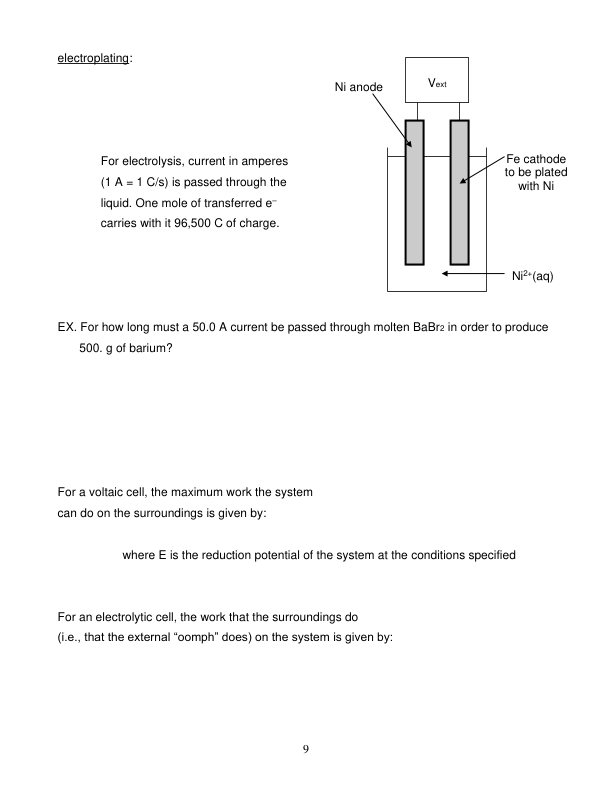 electroplating:
Vext
Ni anode
For electrolysis, current in amperes
(1 A = 1 C/s) is passed through the
liquid. One mole of transferred e–
carries with it 96,500 C of charge.
Fe cathode
to be plated
with Ni
Ni2+(aq)
EX. For how long must a 50.0 A current be passed through molten BaBr2 in order to produce
500. g of barium?
For a voltaic cell, the maximum work the system
can do on the surroundings is given by:
where E is the reduction potential of the system at the conditions specified
For an electrolytic cell, the work that the surroundings do
(i.e., that the external “oomph” does) on the system is given by:
9